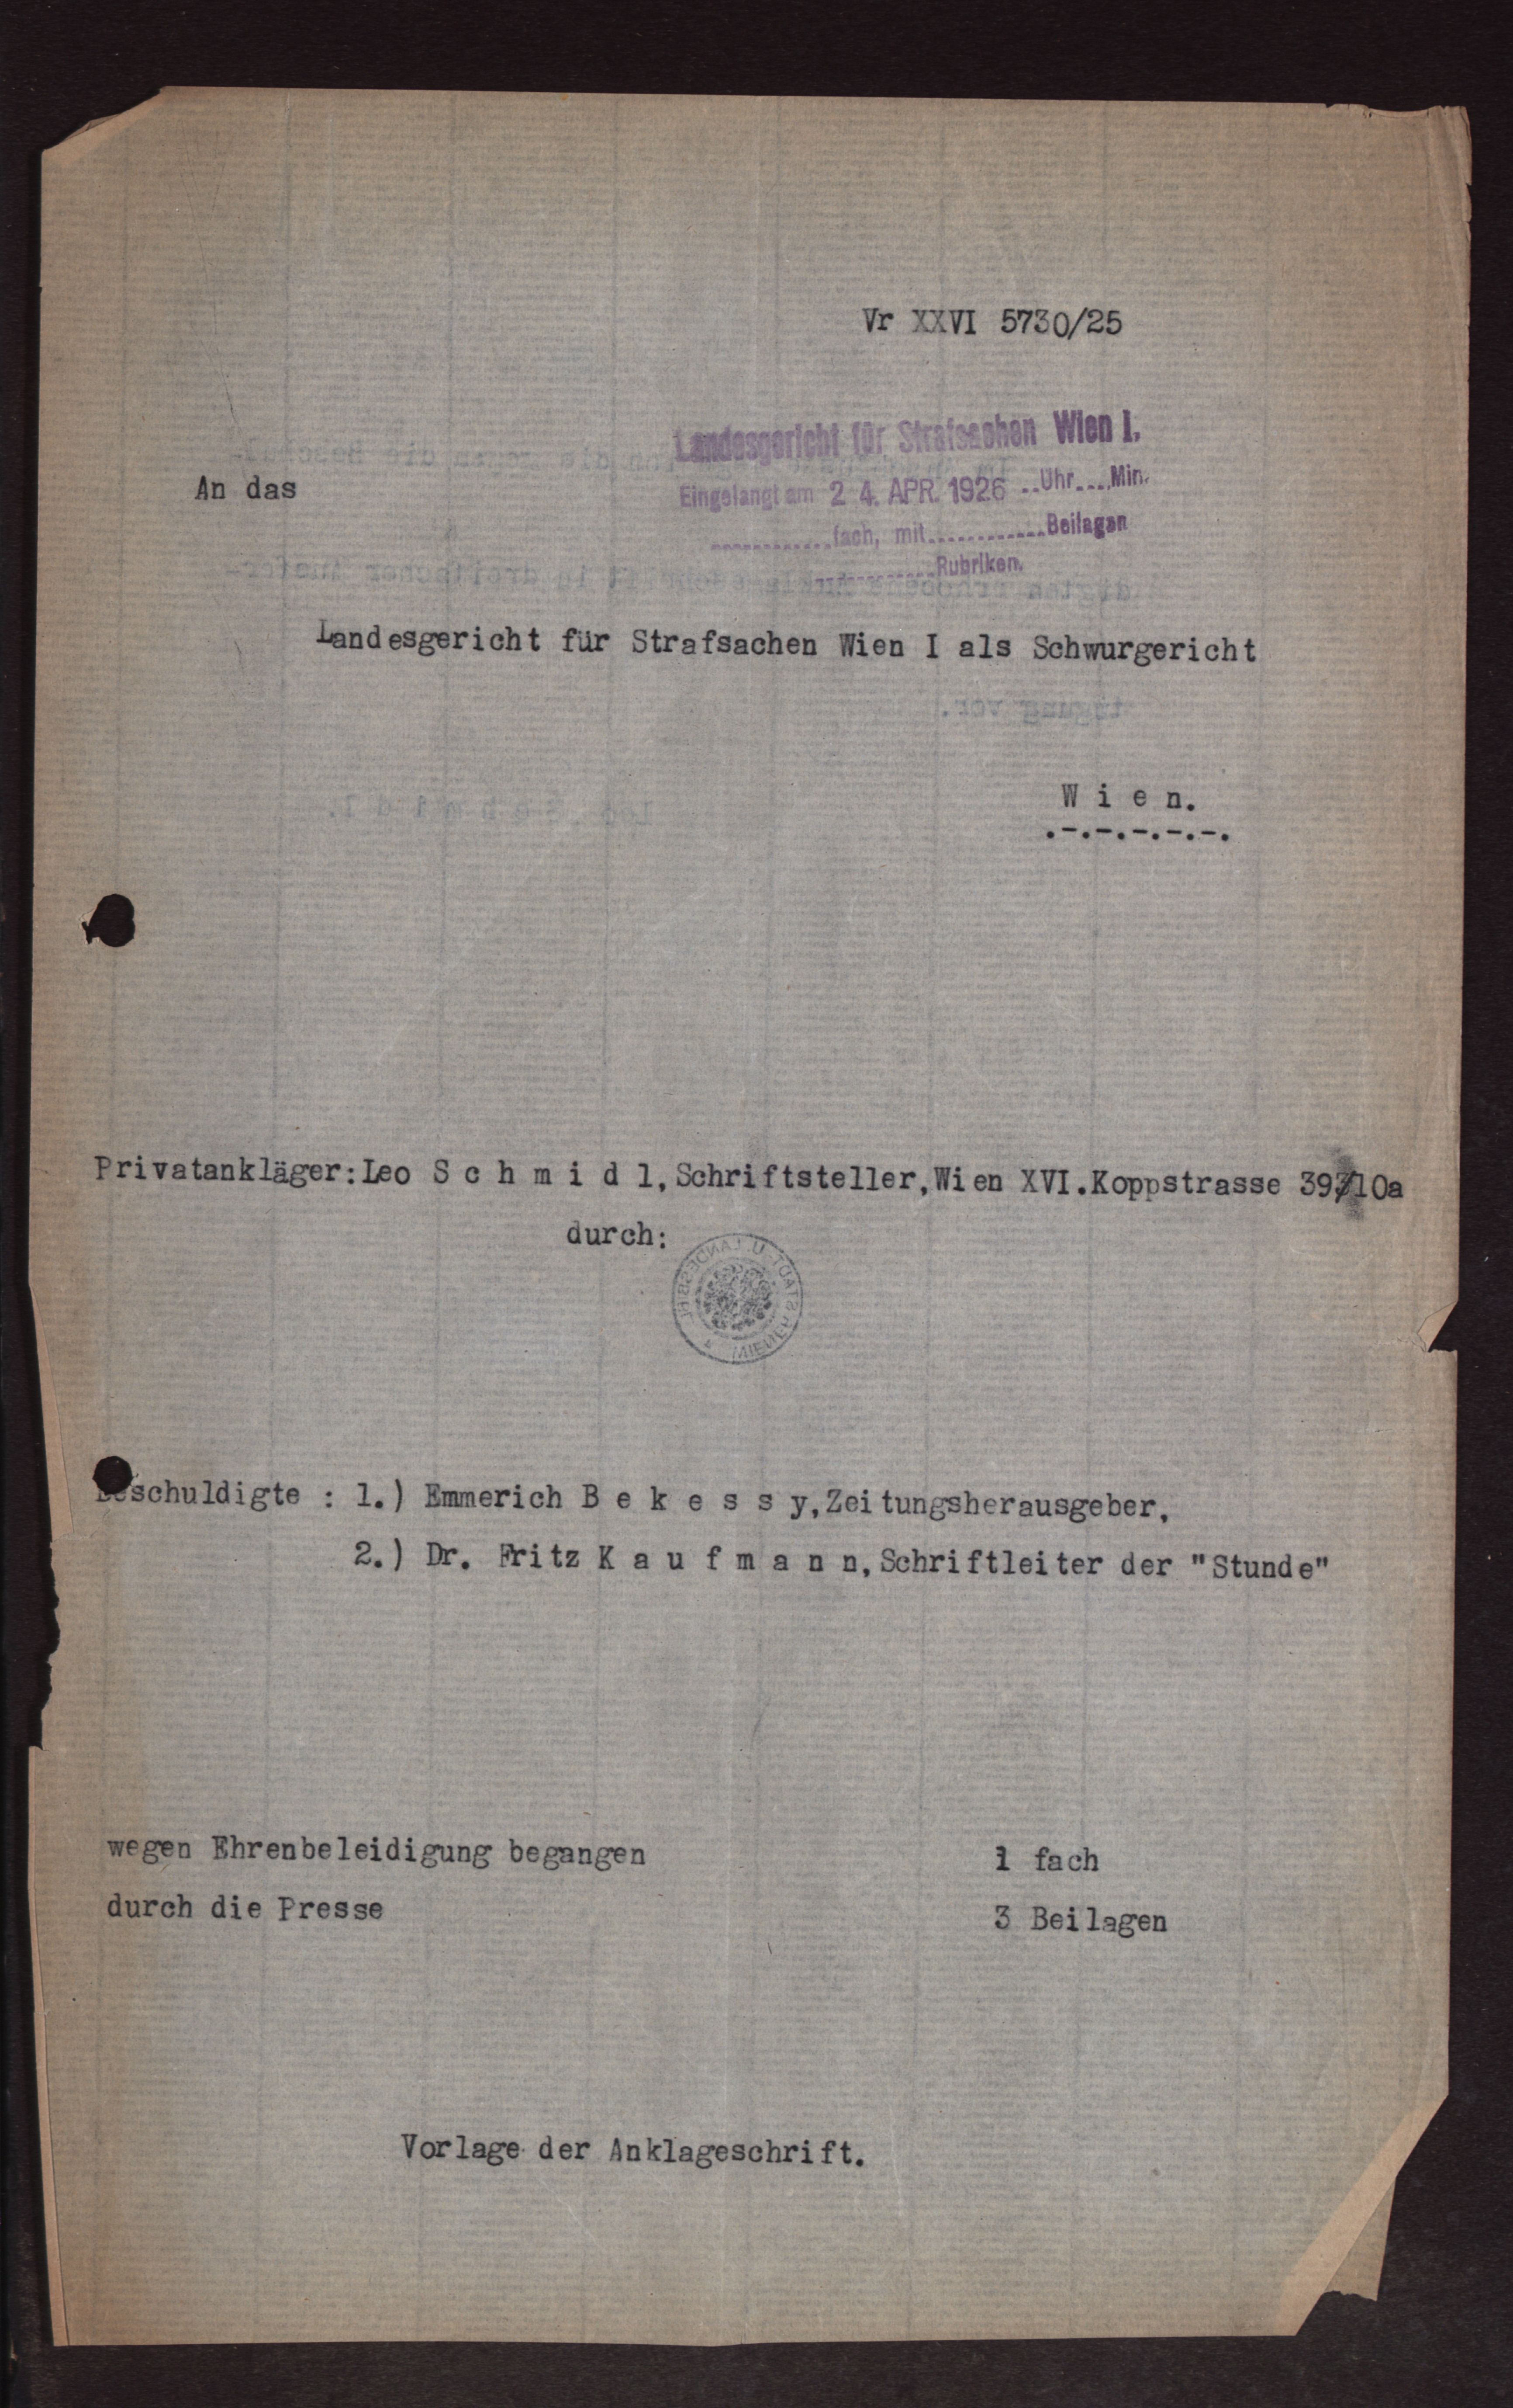 Vr XXVI 5730/25
Landesgericht für Strafsachen Wien I.
Eingelangt am 24. APR. 1926 ..Uhr....Min.
............fach, mit............Beilagen
............Rubriken.
An das
Landesgericht für Strafsachen Wien I als Schwurgericht
W i e n.
.-.-.-.-.-.
Privatankläger:Leo S c h m i d l,Schriftsteller,Wien XVI.Koppstrasse 39/10a
durch:
Beschuldigte : 1.) Emmerich B e k e s s y,Zeitungsherausgeber,
2.) Dr. Fritz K a u f m a n n,Schriftleiter der "Stunde"
wegen Ehrenbeleidigung begangen
1 fach
durch die Presse
3 Beilagen
Vorlage der Anklageschrift.